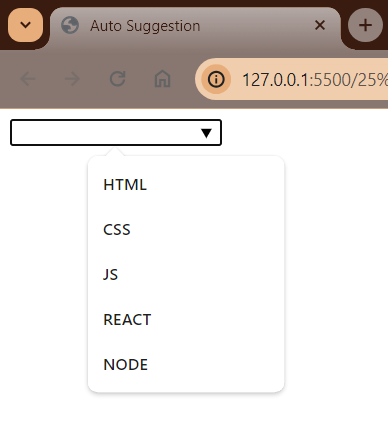 Auto Suggestion
127.0.0.1:5500/25%
HTML
CSS
JS
REACT
NODE